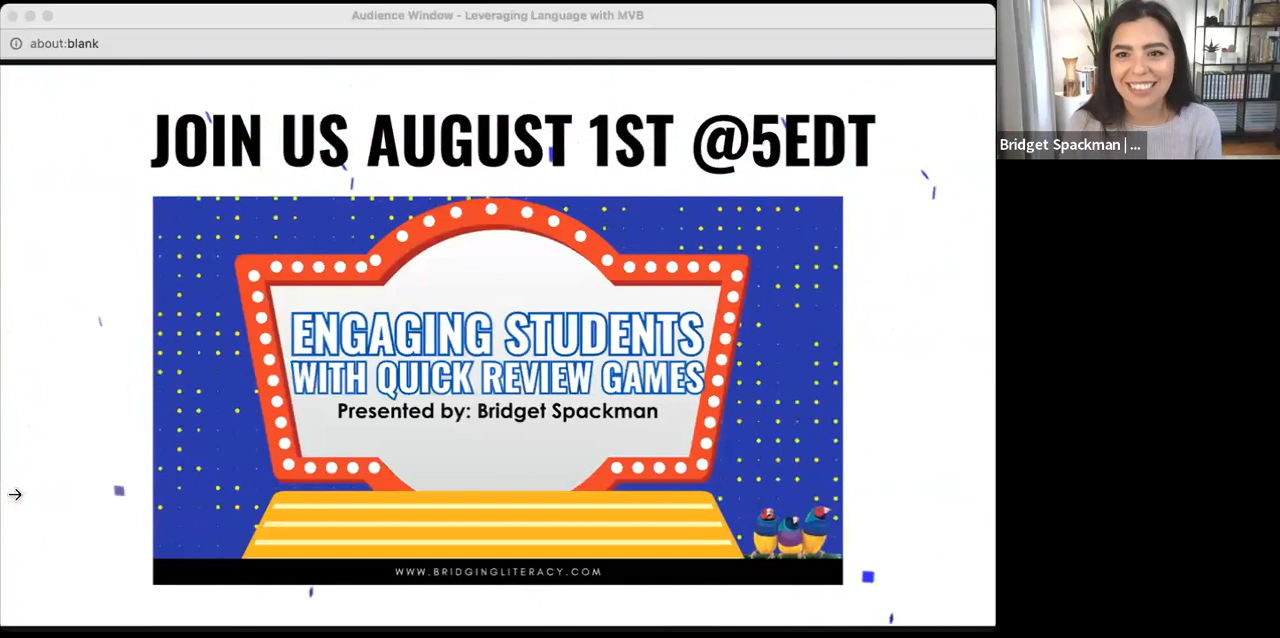 Audience Window - Leveraging Language with MVB
about:blank
JOIN US AUGUST 1ST @5EDT
ENGAGING STUDENTS
WITH QUICK REVIEW GAMES
Presented by: Bridget Spackman
WWW.BRIDGINGLITERACY.COM
Bridget Spackman | ...